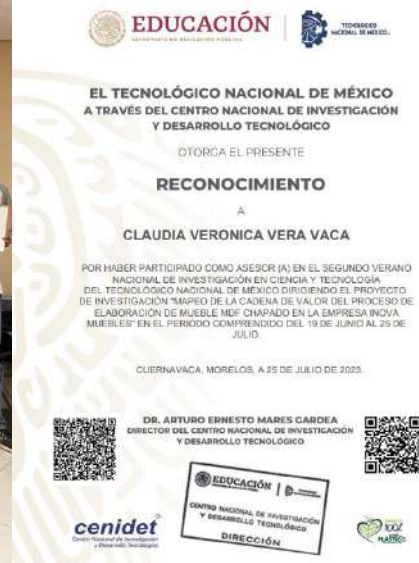 EDUCACIÓN
SECRETARÍA DE EDUCACIÓN PÚBLICA
TECNOLÓGICO
NACIONAL DE MÉXICO
EL TECNOLÓGICO NACIONAL DE MÉXICO
A TRAVÉS DEL CENTRO NACIONAL DE INVESTIGACIÓN
Y DESARROLLO TECNOLÓGICO
OTORGA EL PRESENTE
RECONOCIMIENTO
A
CLAUDIA VERONICA VERA VACA
POR HABER PARTICIPADO COMO ASESOR (A) EN EL SEGUNDO VERANO
NACIONAL DE INVESTIGACIÓN EN CIENCIA Y TECNOLOGÍA
DEL TECNOLÓGICO NACIONAL DE MÉXICO DIRIGIENDO EL PROYECTO
DE INVESTIGACIÓN "MAPEO DE LA CADENA DE VALOR DEL PROCESO DE
ELABORACIÓN DE MUEBLE MDF CHAPADO EN LA EMPRESA INOVA
MUEBLES" EN EL PERIODO COMPRENDIDO DEL 19 DE JUNIO AL 25 DE
JULIO.
CUERNAVACA, MORELOS, A 25 DE JULIO DE 2023.
DR. ARTURO ERNESTO MARES GARDEA
DIRECTOR DEL CENTRO NACIONAL DE INVESTIGACIÓN
Y DESARROLLO TECNOLÓGICO
EDUCACIÓN
CENTRO NACIONAL DE INVESTIGACIÓN
Y DESARROLLO TECNOLÓGICO
DIRECCIÓN
cenidet
Centro Nacional de Investigación
y Desarrollo Tecnológico
100%
PLÁSTICO